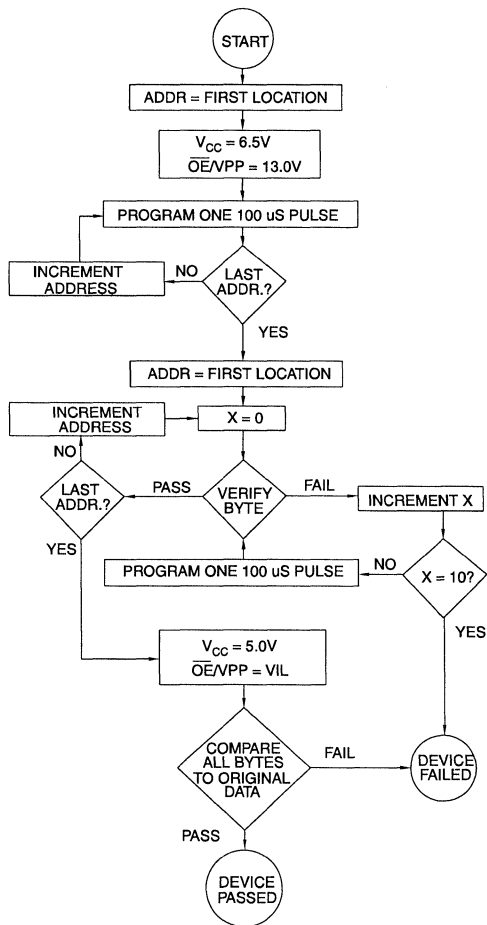 START
ADDR = FIRST LOCATION
VCC = 6.5V
OE/VPP = 13.0V
PROGRAM ONE 100 uS PULSE
INCREMENT
ADDRESS
NO
LAST
ADDR.?
YES
ADDR = FIRST LOCATION
INCREMENT
ADDRESS
X = 0
NO
LAST
ADDR.?
PASS
VERIFY
BYTE
FAIL
INCREMENT X
YES
PROGRAM ONE 100 uS PULSE
NO
X = 10?
YES
VCC = 5.0V
OE/VPP = VIL
COMPARE
ALL BYTES
TO ORIGINAL
DATA
FAIL
DEVICE
FAILED
PASS
DEVICE
PASSED